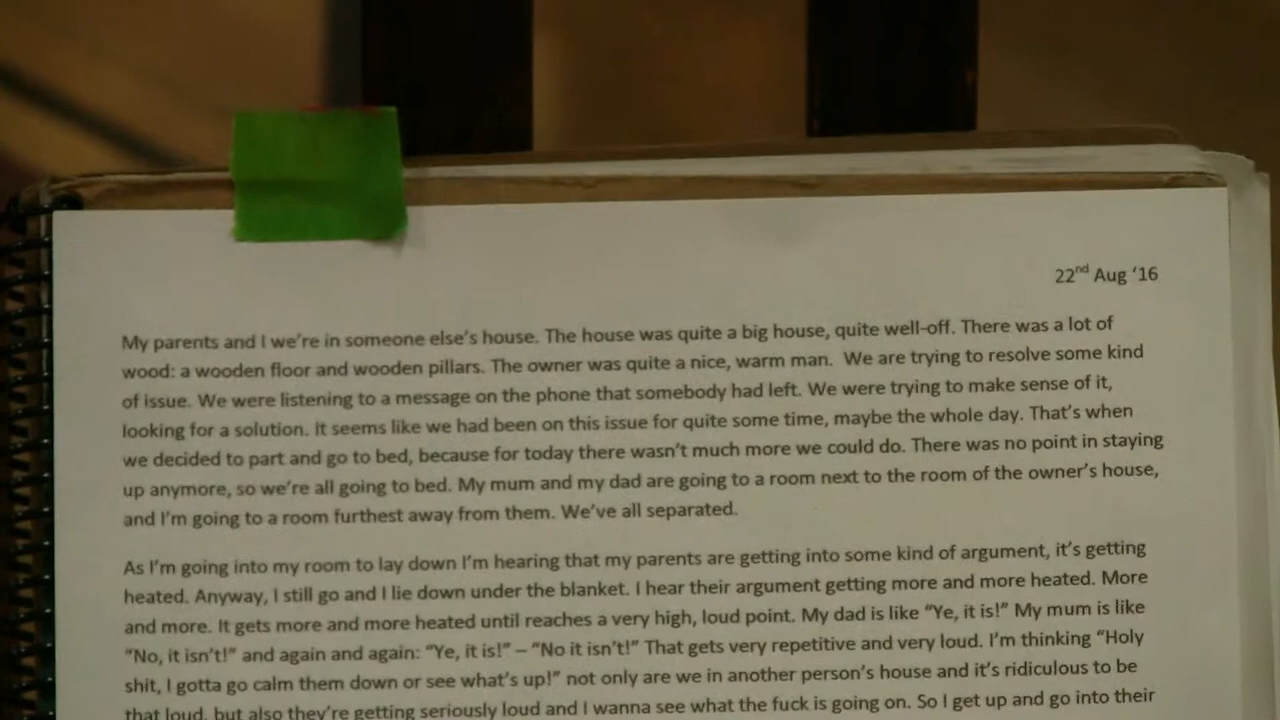 22nd Aug ‘16
My parents and I we’re in someone else’s house. The house was quite a big house, quite well-off. There was a lot of
wood: a wooden floor and wooden pillars. The owner was quite a nice, warm man.  We are trying to resolve some kind
of issue. We were listening to a message on the phone that somebody had left. We were trying to make sense of it,
looking for a solution. It seems like we had been on this issue for quite some time, maybe the whole day. That’s when
we decided to part and go to bed, because for today there wasn’t much more we could do. There was no point in staying
up anymore, so we’re all going to bed. My mum and my dad are going to a room next to the room of the owner’s house,
and I’m going to a room furthest away from them. We’ve all separated.
As I’m going into my room to lay down I’m hearing that my parents are getting into some kind of argument, it’s getting
heated. Anyway, I still go and I lie down under the blanket. I hear their argument getting more and more heated. More
and more. It gets more and more heated until reaches a very high, loud point. My dad is like “Ye, it is!” My mum is like
“No, it isn’t!” and again and again: “Ye, it is!” – “No it isn’t!” That gets very repetitive and very loud. I’m thinking “Holy
shit, I gotta go calm them down or see what’s up!” not only are we in another person’s house and it’s ridiculous to be
that loud, but also they’re getting seriously loud and I wanna see what the fuck is going on. So I get up and go into their